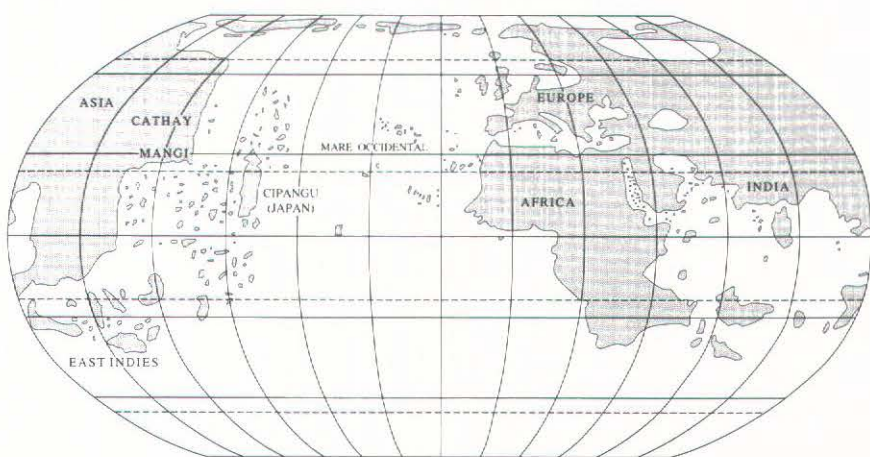 ASIA
CATHAY
MANGI
EUROPE
MARE OCCIDENTAL
CIPANGU
(JAPAN)
AFRICA
INDIA
EAST INDIES